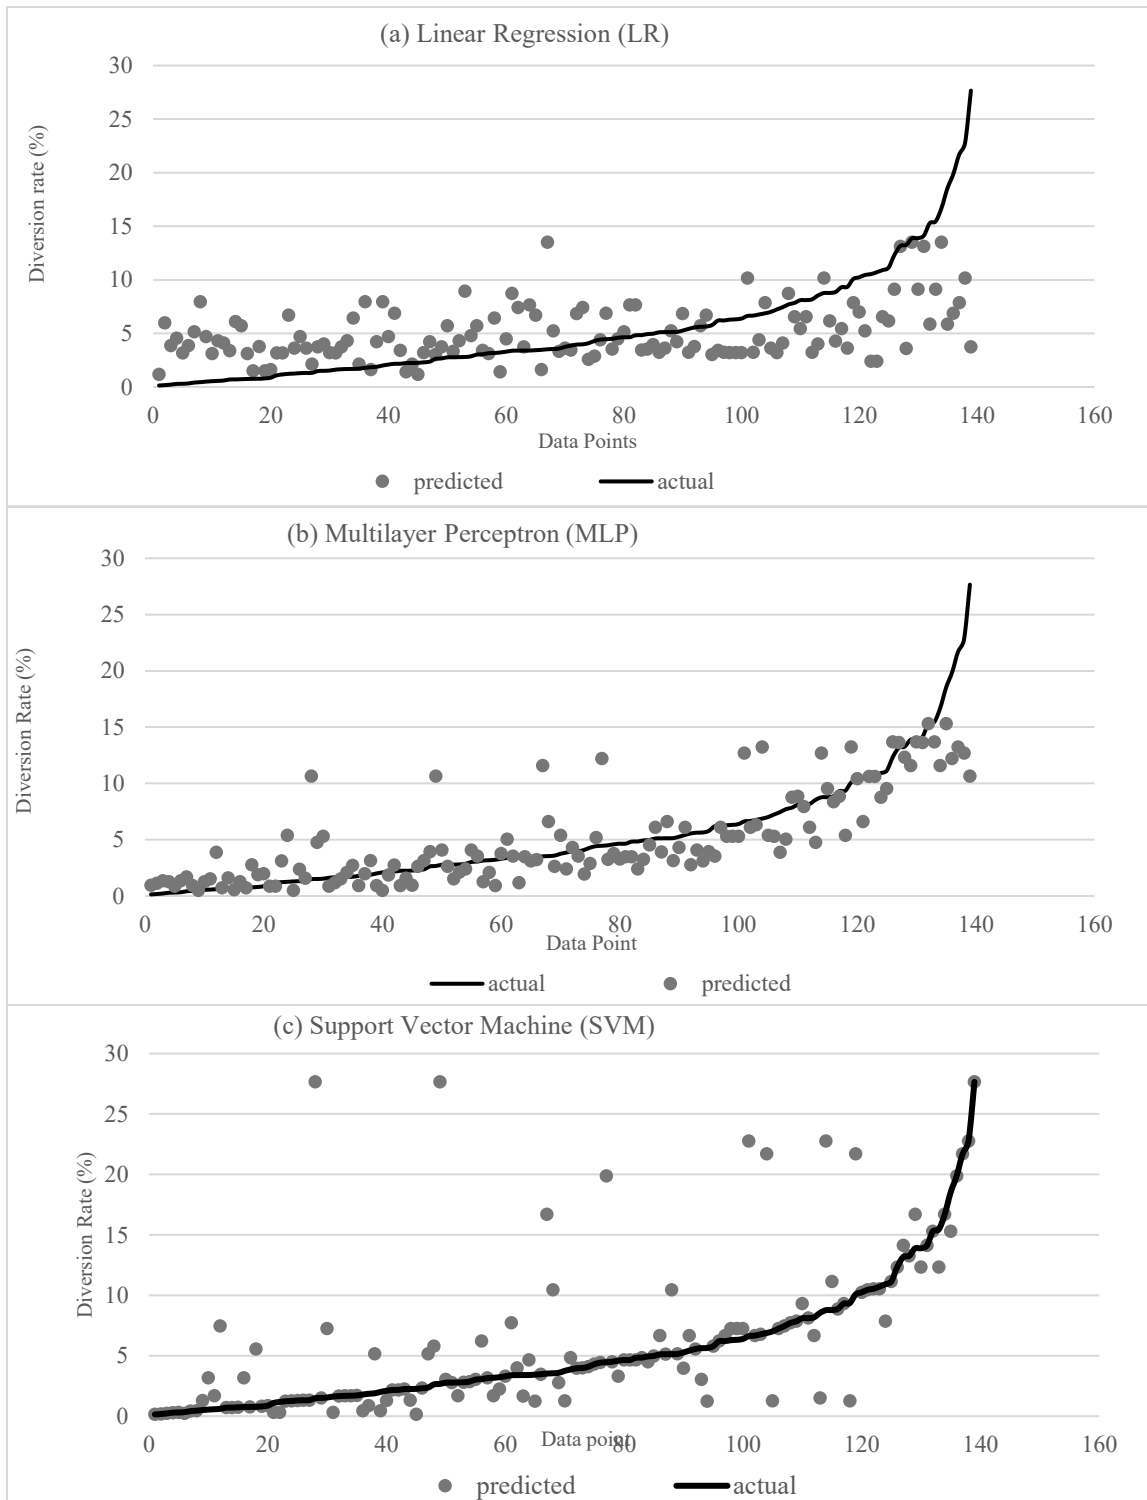 (a) Linear Regression (LR)
Diversion rate (%)
30
25
20
15
10
5
0
0 20 40 60 80 100 120 140 160
Data Points
predicted actual
(b) Multilayer Perceptron (MLP)
Diversion Rate (%)
30
25
20
15
10
5
0
0 20 40 60 80 100 120 140 160
Data Point
actual predicted
(c) Support Vector Machine (SVM)
Diversion Rate (%)
30
25
20
15
10
5
0
0 20 40 60 80 100 120 140 160
Data point
predicted actual